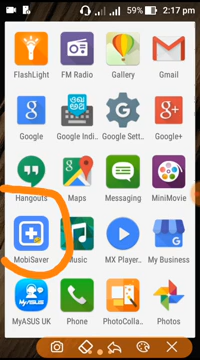 59% 2:17 pm
FlashLight FM Radio Gallery Gmail
Google Google Indi.. Google Sett.. Google+
Hangouts Maps Messaging MiniMovie
MobiSaver Music MX Player.. My Business
MyASUS UK Phone PhotoColla.. Photos